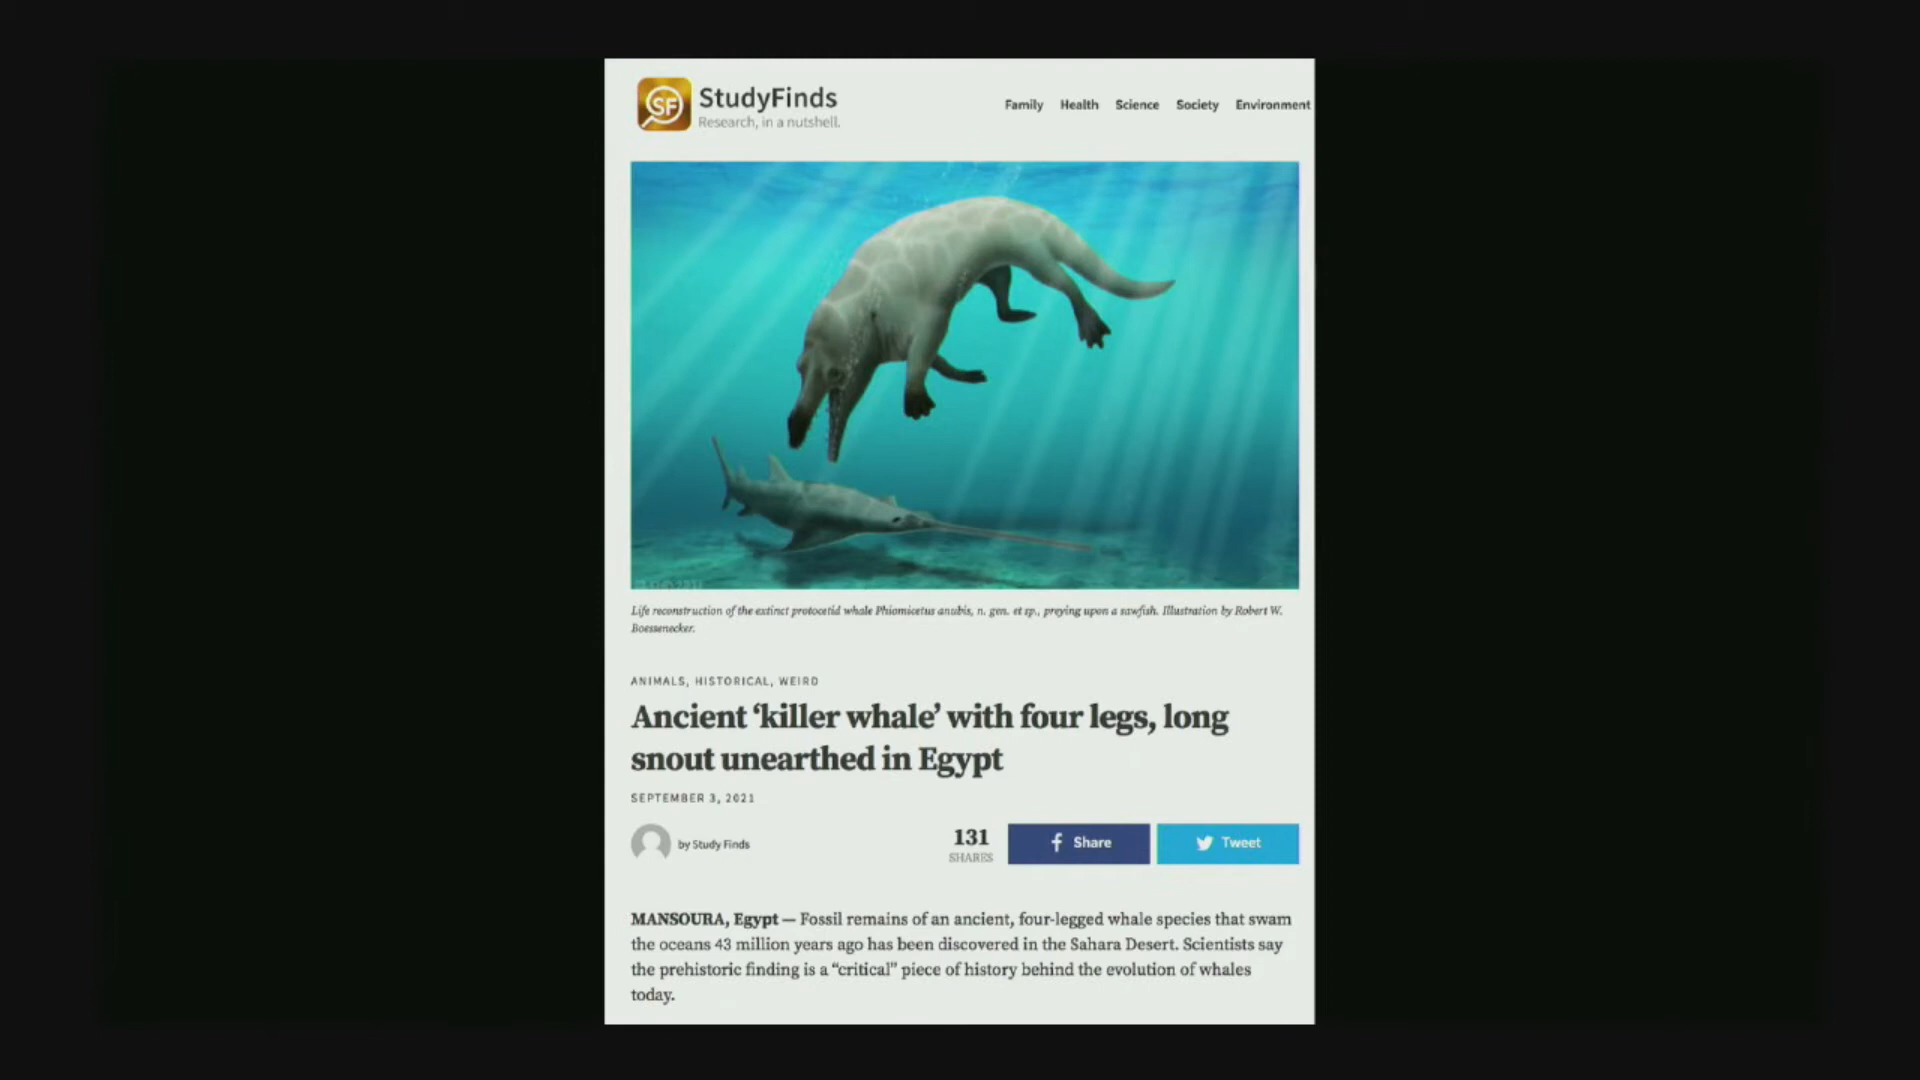 SF
StudyFinds
Research, in a nutshell.
Family Health Science Society Environment
Life reconstruction of the extinct protocetid whale Phiomicetus anubis, n. gen. et sp., preying upon a sawfish. Illustration by Robert W.
Boessenecker.
ANIMALS, HISTORICAL, WEIRD
Ancient ‘killer whale’ with four legs, long
snout unearthed in Egypt
SEPTEMBER 3, 2021
by Study Finds
131
SHARES
Share
Tweet
MANSOURA, Egypt — Fossil remains of an ancient, four-legged whale species that swam
the oceans 43 million years ago has been discovered in the Sahara Desert. Scientists say
the prehistoric finding is a “critical” piece of history behind the evolution of whales
today.